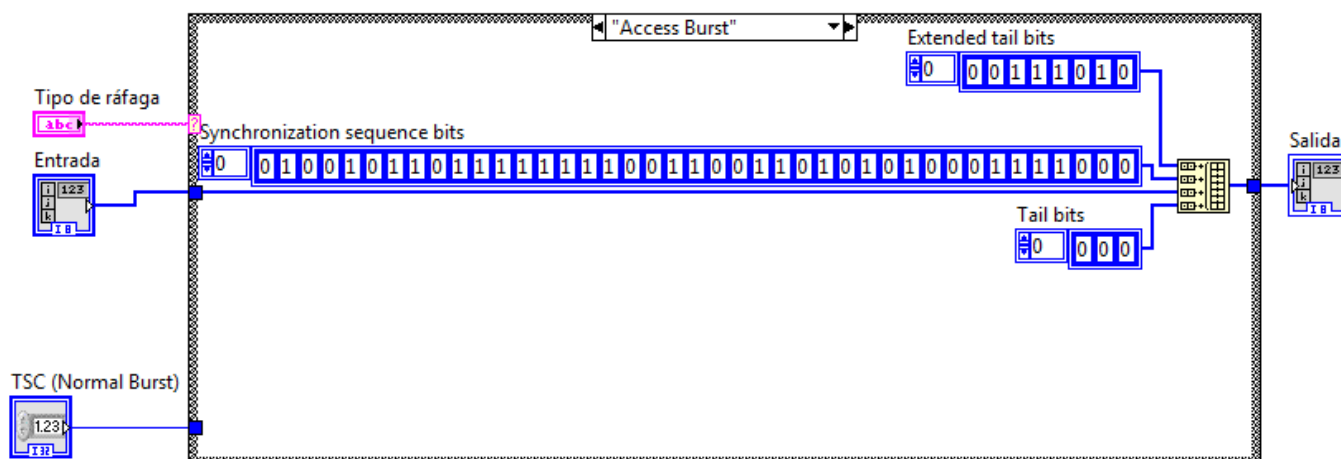 "Access Burst"
Extended tail bits
0 0 0 1 1 1 0 1 0
Tipo de ráfaga
abc
?
Synchronization sequence bits
0 0 1 0 0 1 0 1 1 0 1 1 1 1 1 1 1 1 0 0 1 1 0 0 1 1 0 1 0 1 0 1 0 0 0 1 1 1 1 0 0 0
Entrada
i 123
j
k
I8
Salida
i 123
j
k
I8
Tail bits
0 0 0 0
TSC (Normal Burst)
1.23
I32